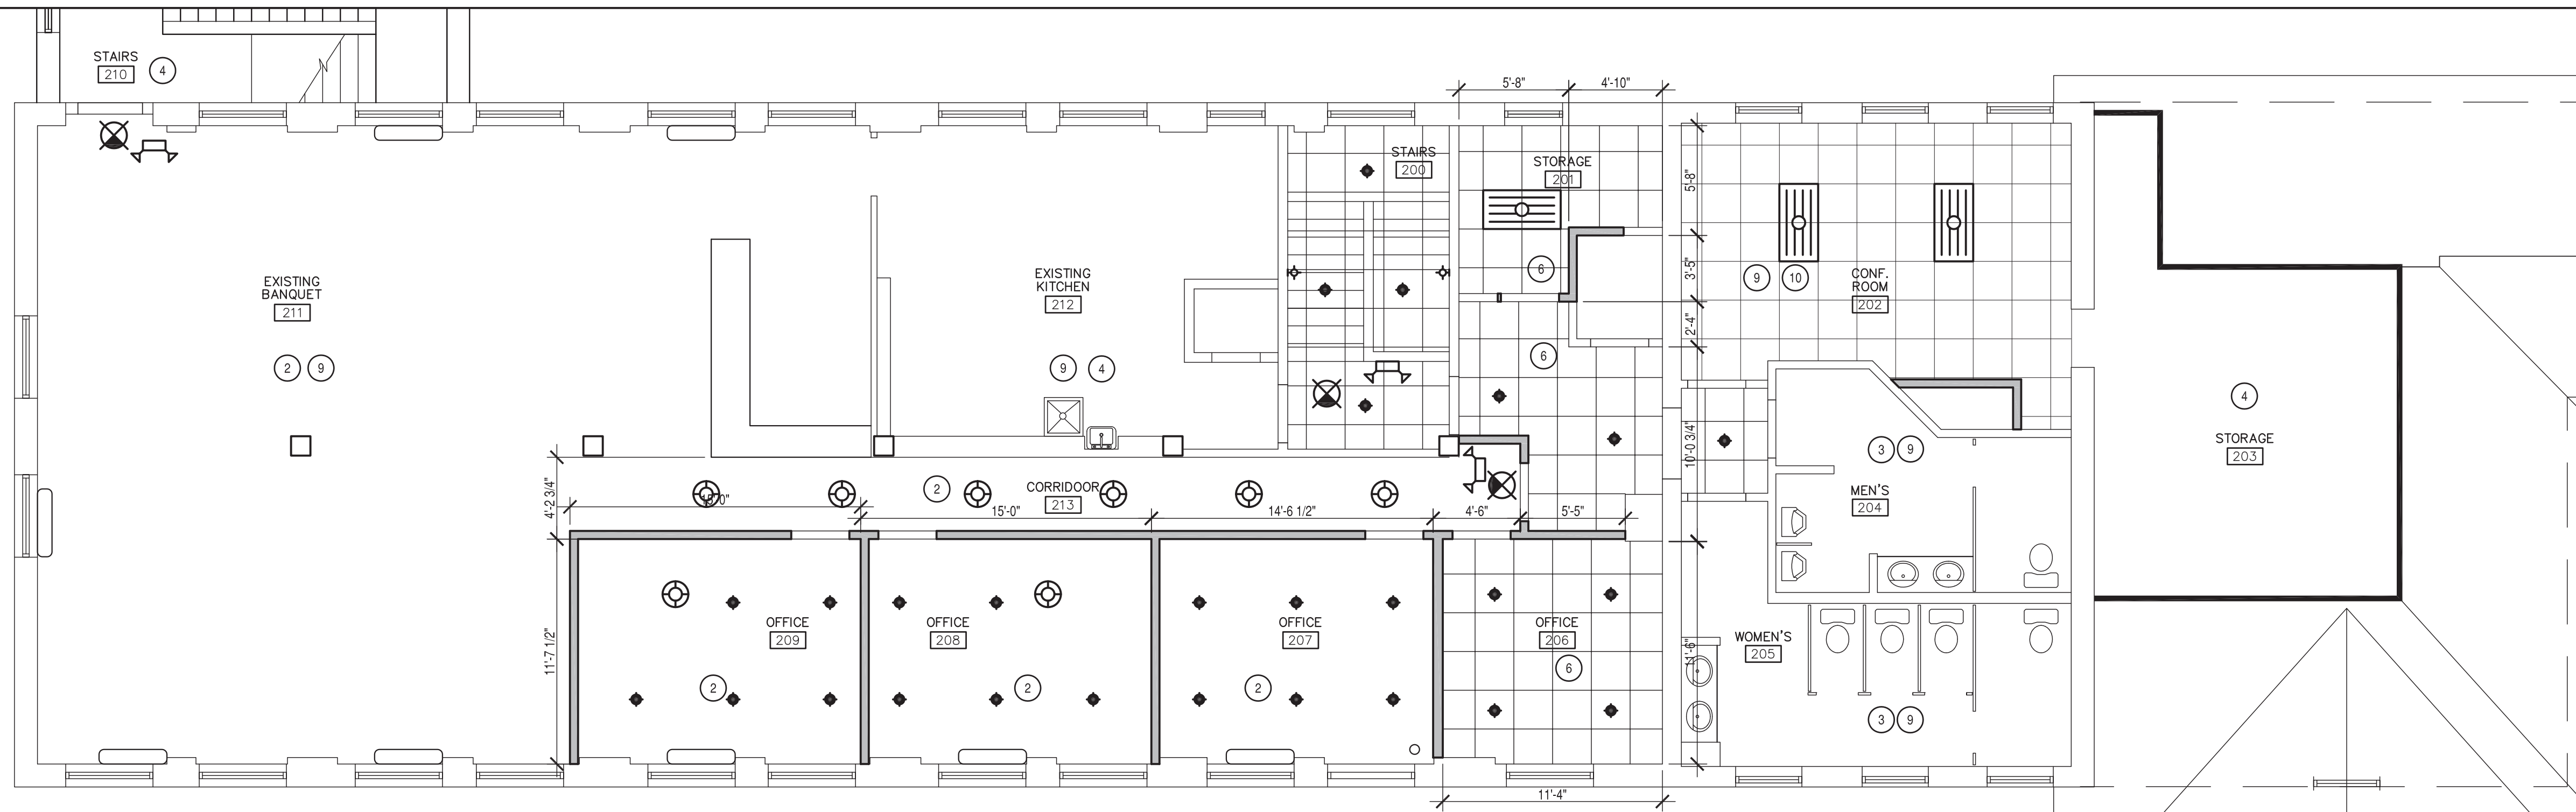 STAIRS
210
4
5'-8"
4'-10"
STAIRS
200
STORAGE
201
5'-8"
EXISTING
BANQUET
211
EXISTING
KITCHEN
212
6
3'-5"
9
10
CONF.
ROOM
202
2'-4"
2
9
9
4
6
4
STORAGE
203
10'-0 3/4"
3
9
MEN'S
204
4'-2 3/4"
15'-0"
2
CORRIDOOR
213
15'-0"
14'-6 1/2"
4'-6"
5'-5"
OFFICE
209
OFFICE
208
OFFICE
207
OFFICE
206
11'-7 1/2"
11'-6"
WOMEN'S
205
2
2
2
6
3
9
11'-4"